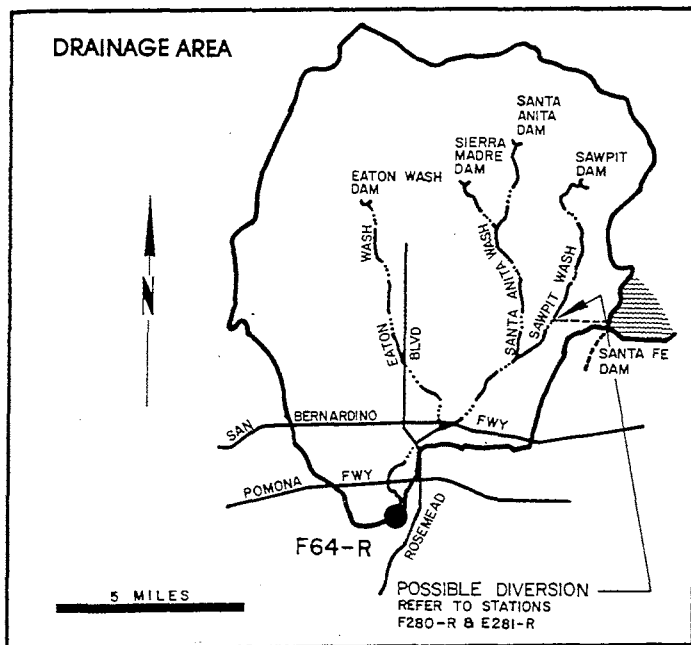 DRAINAGE AREA
SANTA
ANITA
DAM
SIERRA
MADRE
DAM
SAWPIT
DAM
EATON WASH
DAM
WASH
EATON
BLVD
SANTA ANITA WASH
SAWPIT WASH
N
SANTA FE
DAM
SAN BERNARDINO FWY
POMONA FWY
ROSEMEAD
F64-R
5 MILES
POSSIBLE DIVERSION
REFER TO STATIONS
F280-R & E281-R